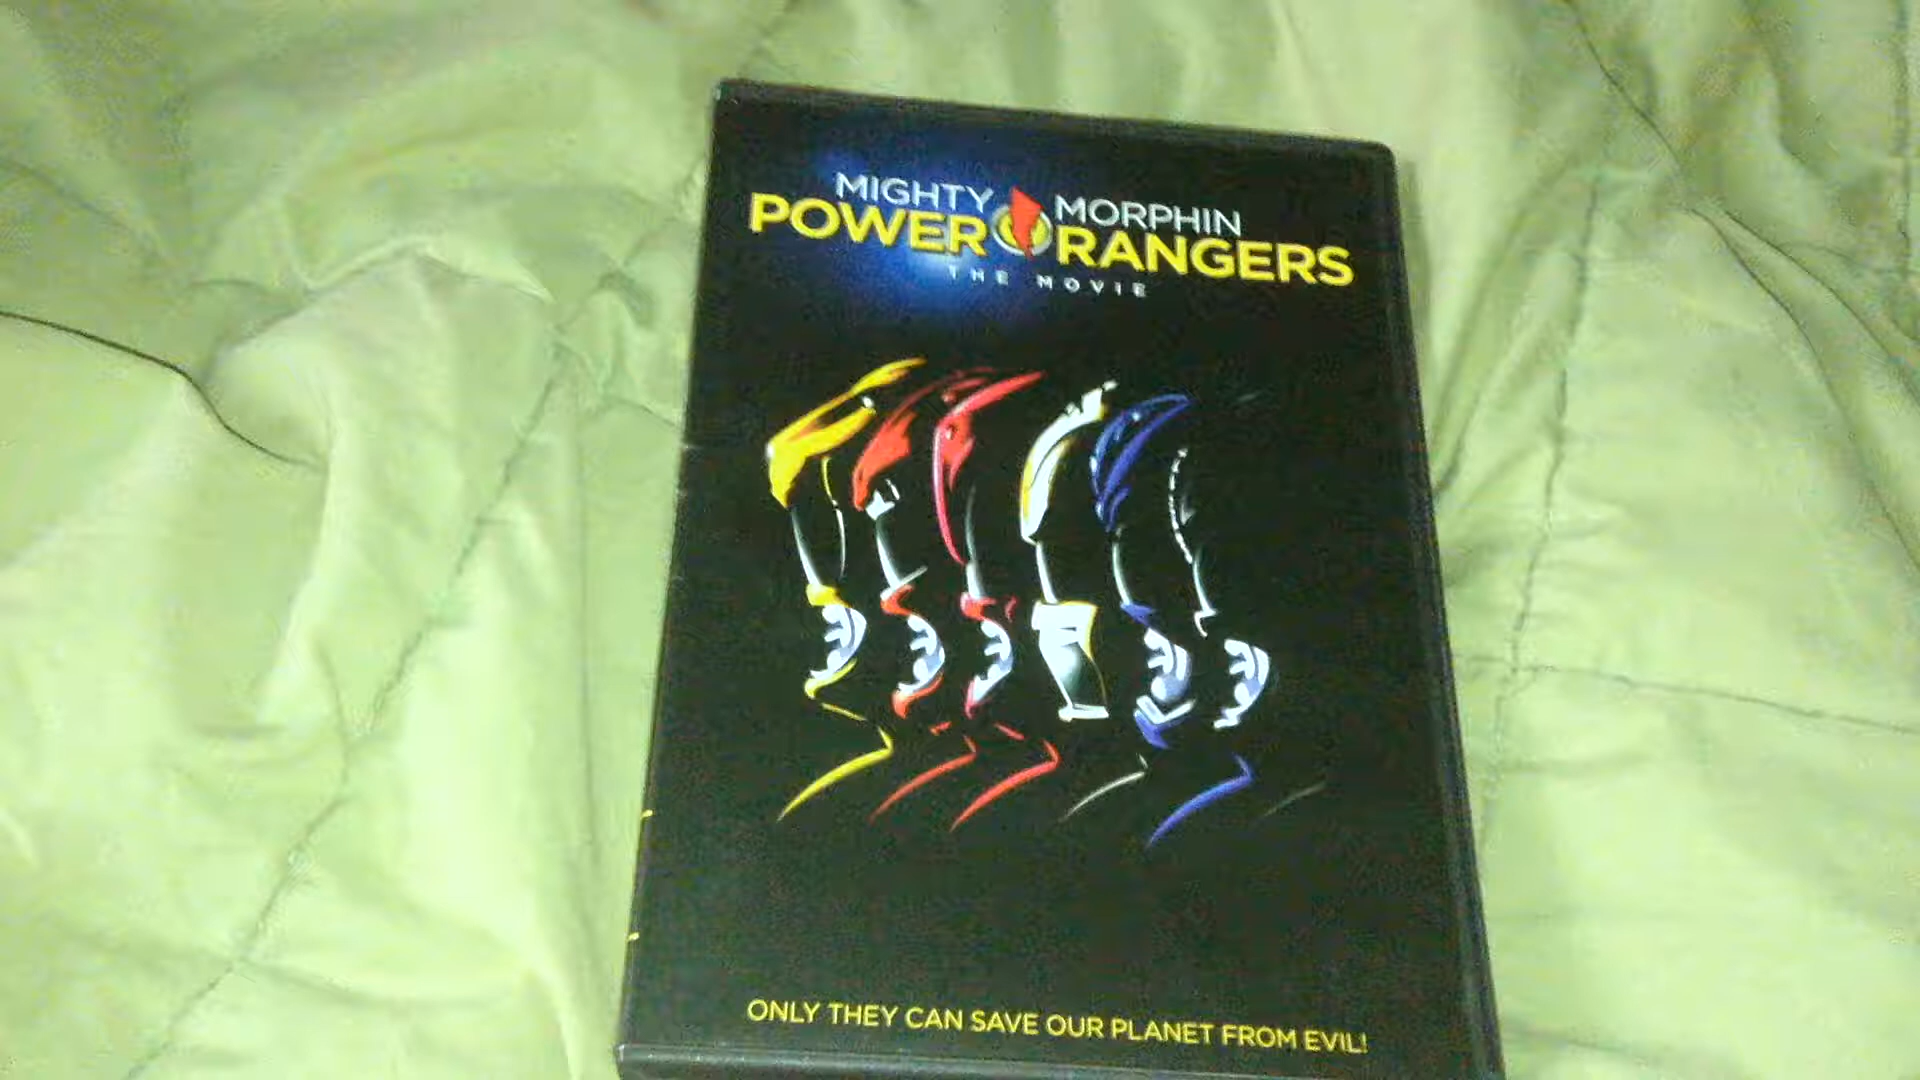 MIGHTY MORPHIN
POWER RANGERS
THE MOVIE
ONLY THEY CAN SAVE OUR PLANET FROM EVIL!